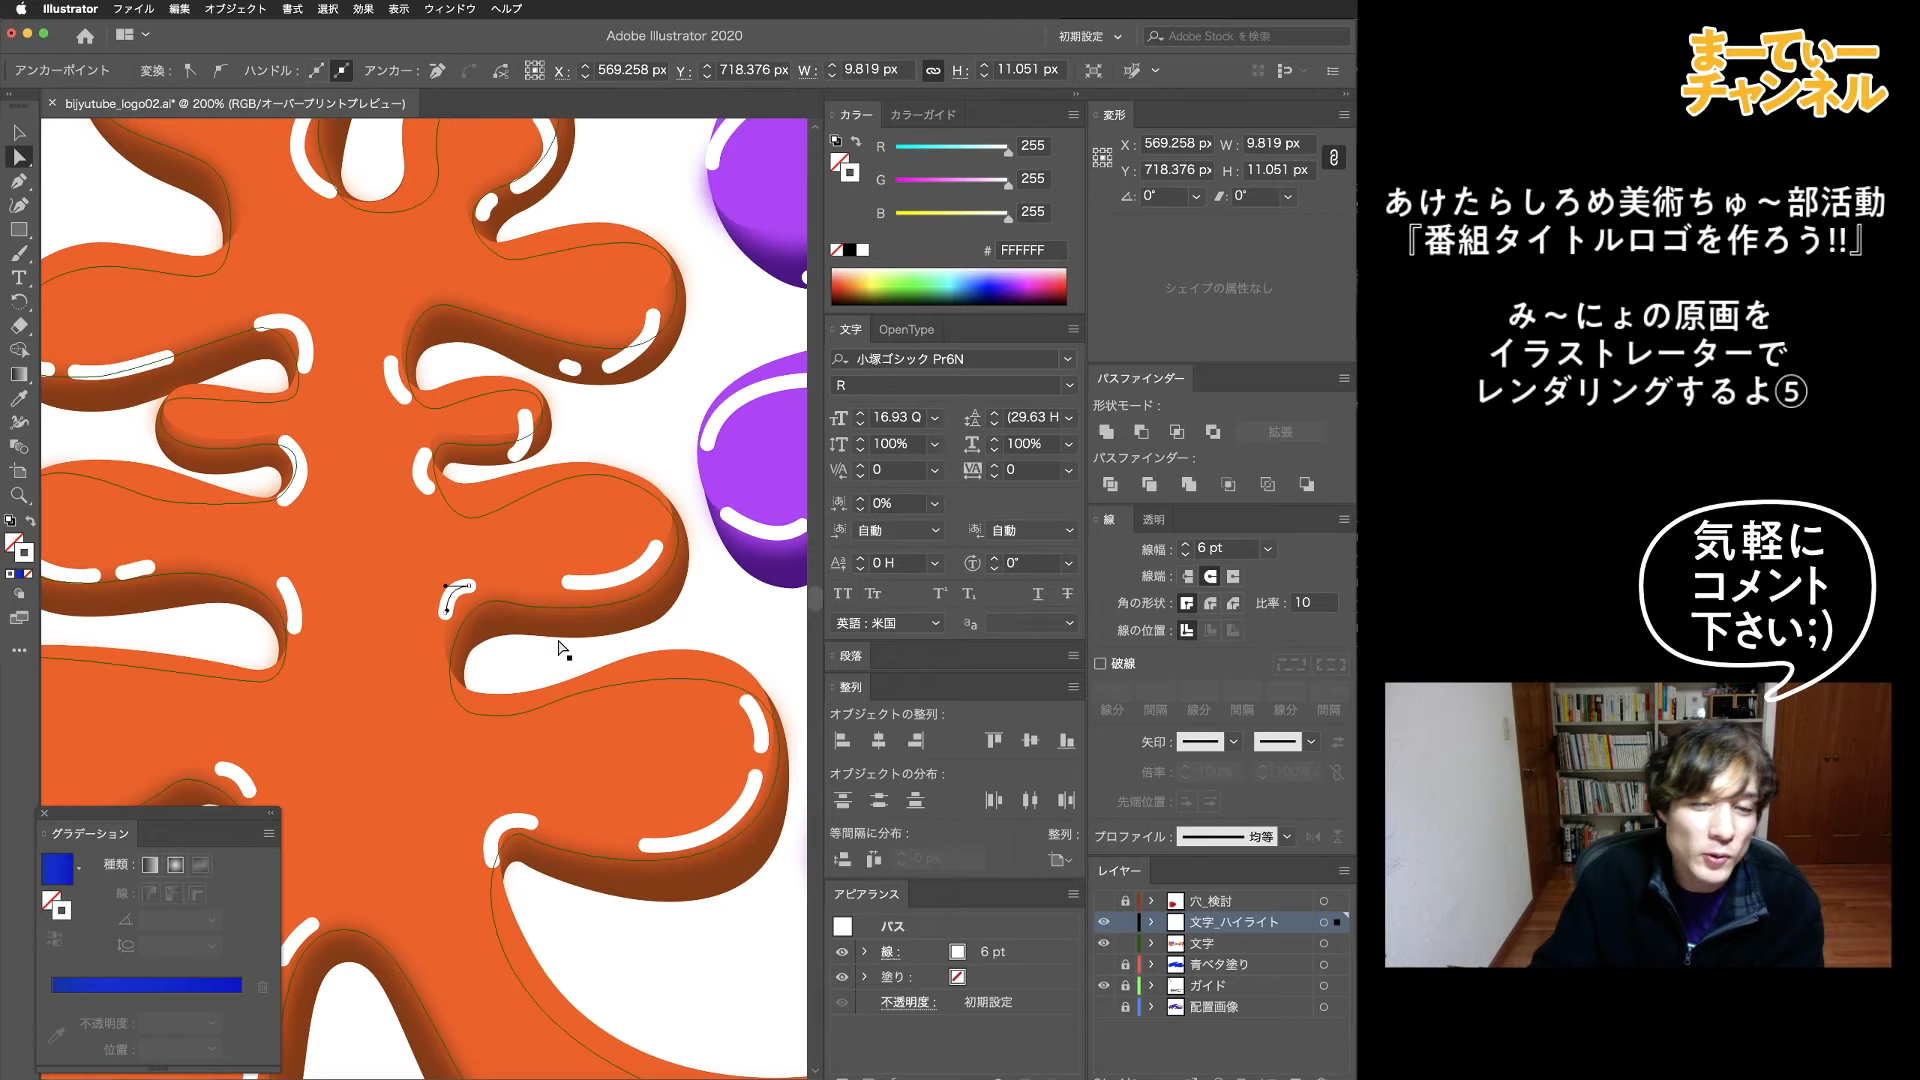 Illustrator ファイル 編集 オブジェクト 書式 選択 効果 表示 ウィンドウ ヘルプ
Adobe Illustrator 2020
初期設定
Adobe Stock を検索
アンカーポイント 変換： ハンドル： アンカー： X： 569.258 px Y： 718.376 px W： 9.819 px H： 11.051 px
× bijyutube_logo02.ai* @ 200% (RGB/オーバープリントプレビュー)
カラー カラーガイド
R 255
G 255
B 255
# FFFFFF
文字 OpenType
小塚ゴシック Pr6N
R
16.93 Q (29.63 H
100% 100%
0 0
0%
自動 自動
0 H 0°
英語：米国
段落
整列
オブジェクトの整列：
オブジェクトの分布：
等間隔に分布： 整列：
0 px
アピアランス
パス
線： 6 pt
塗り：
不透明度： 初期設定
変形
X： 569.258 px W： 9.819 px
Y： 718.376 px H： 11.051 px
0° 0°
シェイプの属性なし
パスファインダー
形状モード：
拡張
パスファインダー：
線 透明
線幅： 6 pt
線端：
角の形状： 比率： 10
線の位置：
破線
線分 間隔 線分 間隔 線分 間隔
矢印：
倍率： 100% 100%
先端位置：
プロファイル： 均等
レイヤー
穴_検討
文字_ハイライト
文字
青ベタ塗り
ガイド
配置画像
グラデーション
種類：
線：
不透明度：
位置：
まーてぃー
チャンネル
あけたらしろめ美術ちゅ～部活動
『番組タイトルロゴを作ろう!!』
み～にょの原画を
イラストレーターで
レンダリングするよ⑤
気軽に
コメント
下さい;)